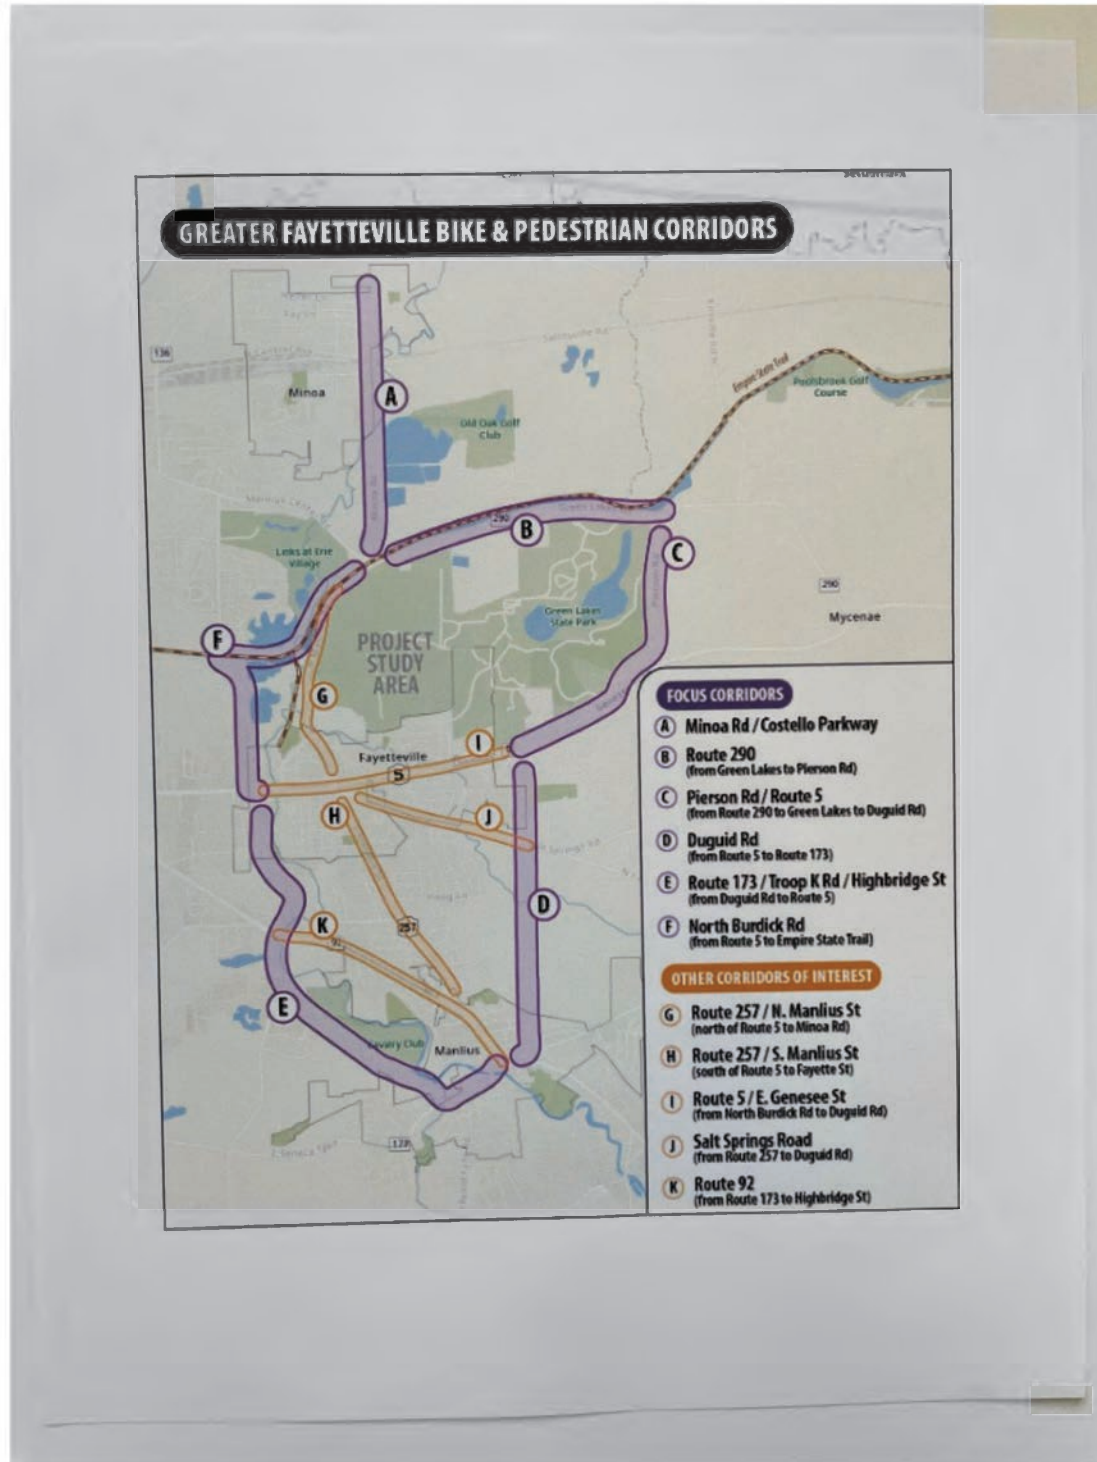 GREATER FAYETTEVILLE BIKE & PEDESTRIAN CORRIDORS
136
Minoa
A
Old Oak Golf
Club
Empire State Trail
Poolsbrook Golf
Course
290
B
C
Links at Erie
Village
Green Lakes
State Park
290
Mycenae
F
PROJECT
STUDY
AREA
G
I
Fayetteville
5
H
J
D
K
257
92
E
Cavalry Club
Manlius
FOCUS CORRIDORS
A Minoa Rd / Costello Parkway
B Route 290
(from Green Lakes to Pierson Rd)
C Pierson Rd / Route 5
(from Route 290 to Green Lakes to Duguid Rd)
D Duguid Rd
(from Route 5 to Route 173)
E Route 173 / Troop K Rd / Highbridge St
(from Duguid Rd to Route 5)
F North Burdick Rd
(from Route 5 to Empire State Trail)
OTHER CORRIDORS OF INTEREST
G Route 257 / N. Manlius St
(north of Route 5 to Minoa Rd)
H Route 257 / S. Manlius St
(south of Route 5 to Fayette St)
I Route 5 / E. Genesee St
(from North Burdick Rd to Duguid Rd)
J Salt Springs Road
(from Route 257 to Duguid Rd)
K Route 92
(from Route 173 to Highbridge St)